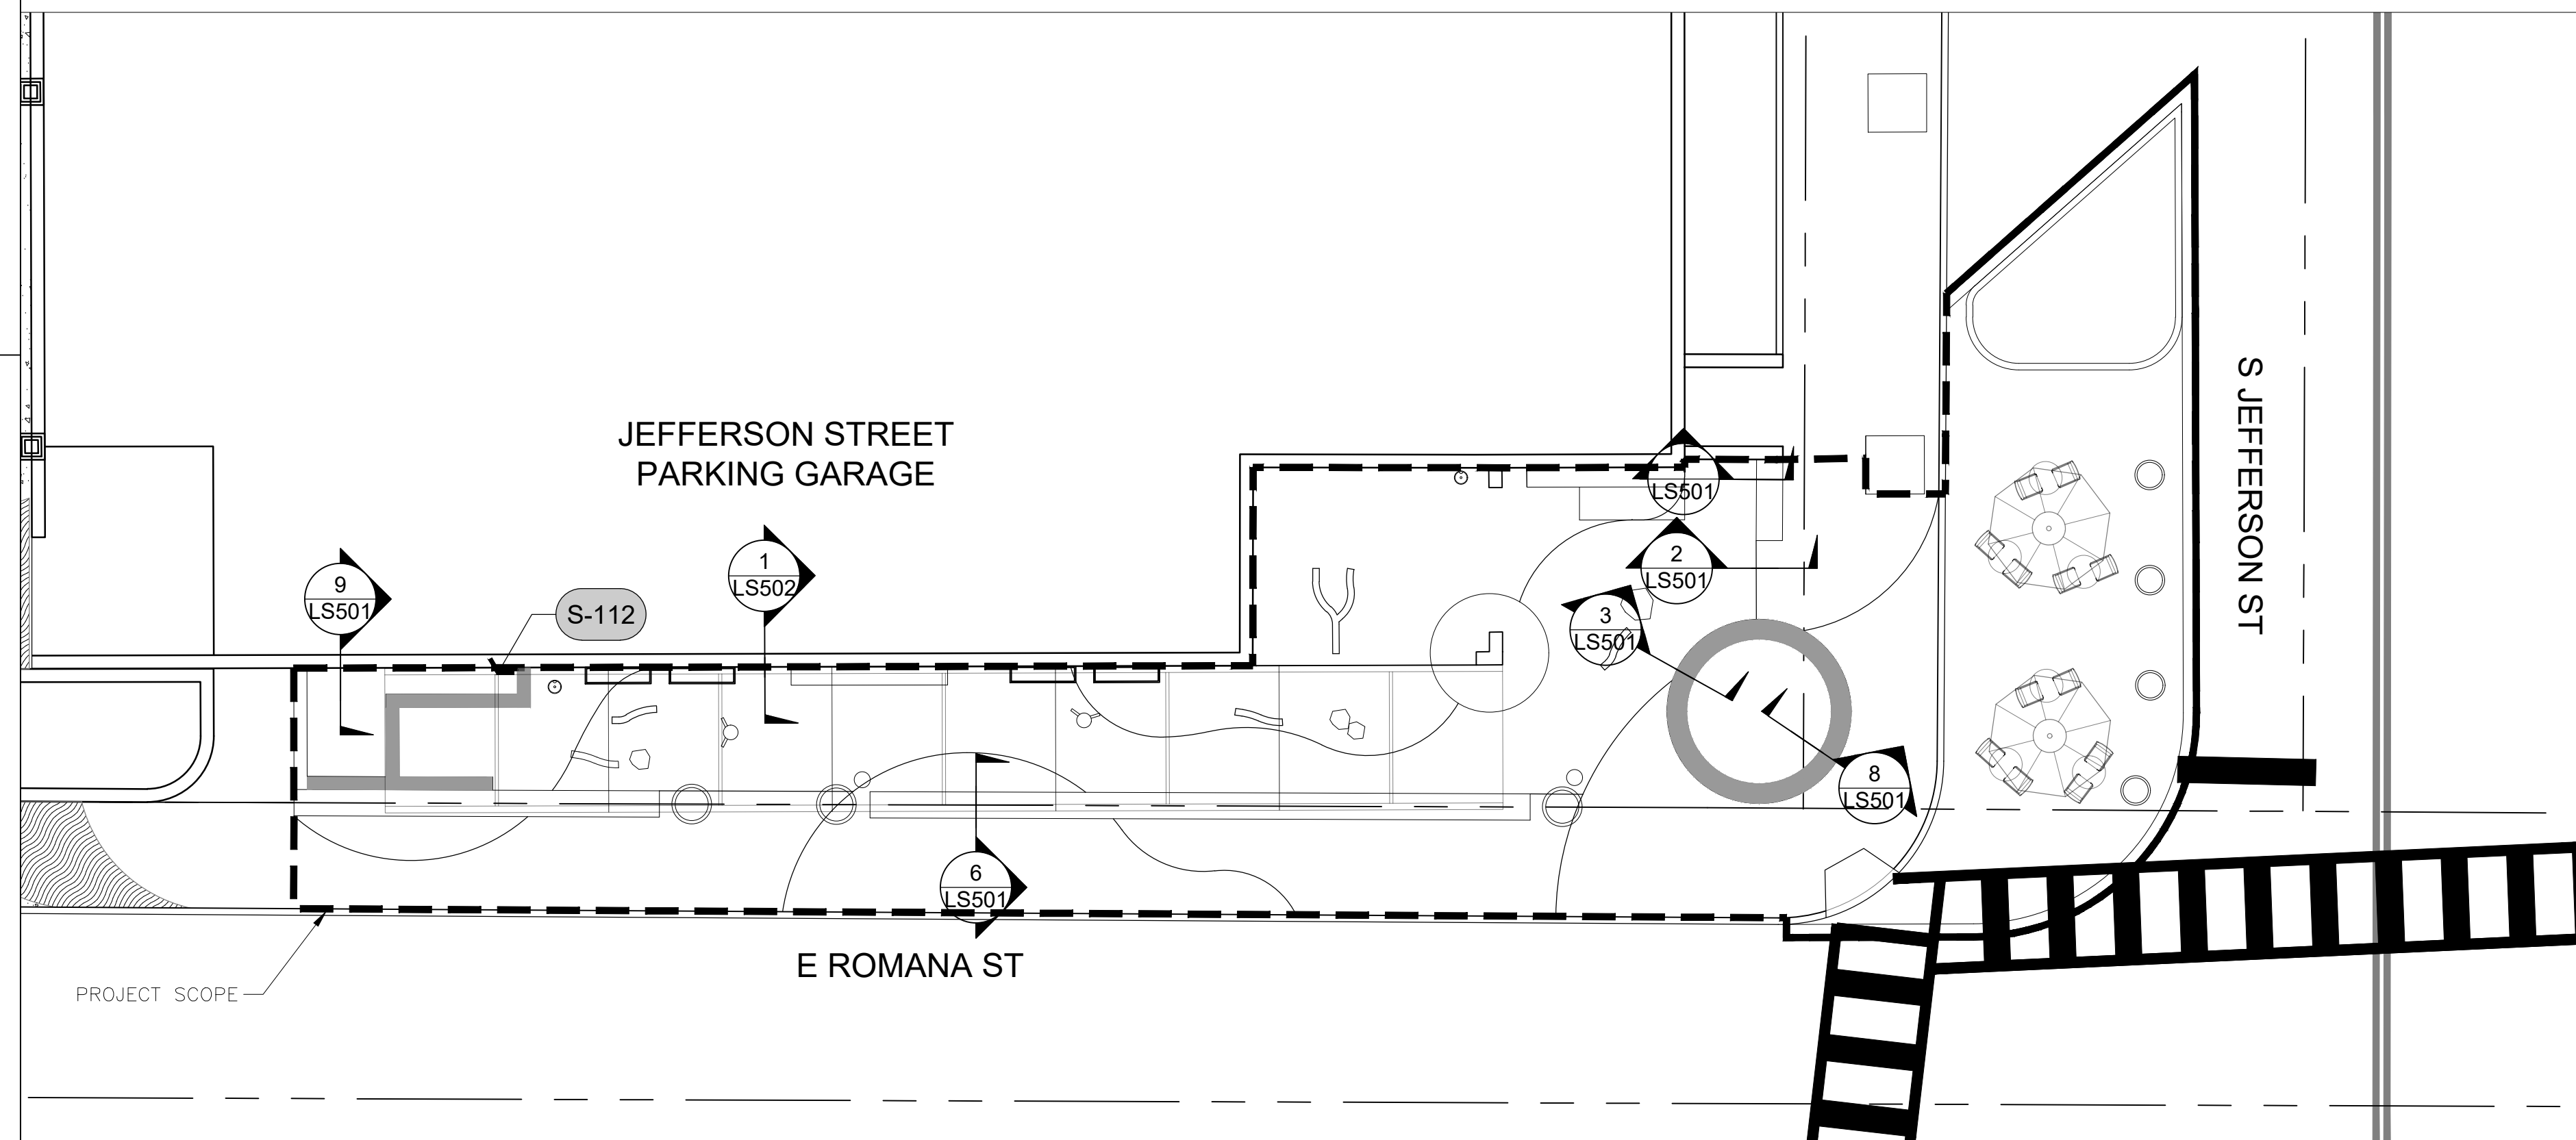 JEFFERSON STREET
PARKING GARAGE
S JEFFERSON ST
LS501
1
LS502
2
LS501
9
LS501
S-112
3
LS501
8
LS501
6
LS501
E ROMANA ST
PROJECT SCOPE